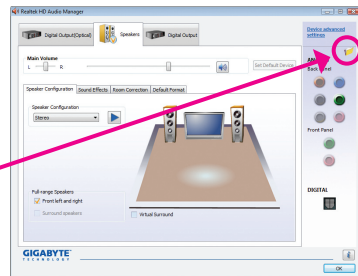 Realtek HD Audio Manager
Digital Output(Optical)
Speakers
Digital Output
Device advanced
settings
Main Volume
L
R
Set Default Device
Back Panel
Speaker Configuration
Sound Effects
Room Correction
Default Format
Speaker Configuration
Stereo
Front Panel
Full-range Speakers
Front left and right
Surround speakers
Virtual Surround
DIGITAL
GIGABYTE
TECHNOLOGY
i
OK